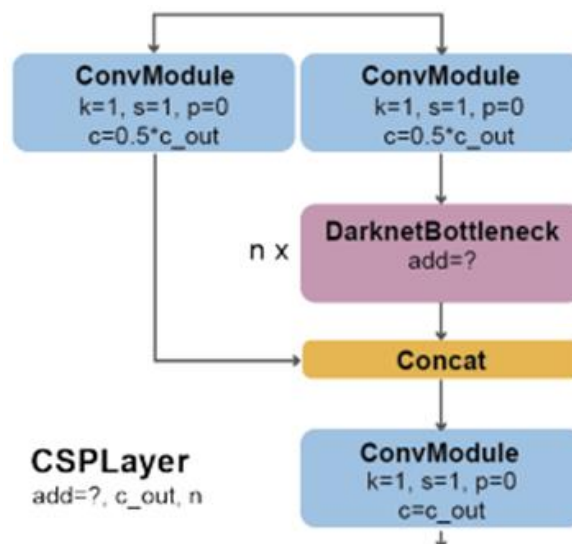 ConvModule
k=1, s=1, p=0
c=0.5*c_out
ConvModule
k=1, s=1, p=0
c=0.5*c_out
n x
DarknetBottleneck
add=?
Concat
CSPLayer
add=?, c_out, n
ConvModule
k=1, s=1, p=0
c=c_out